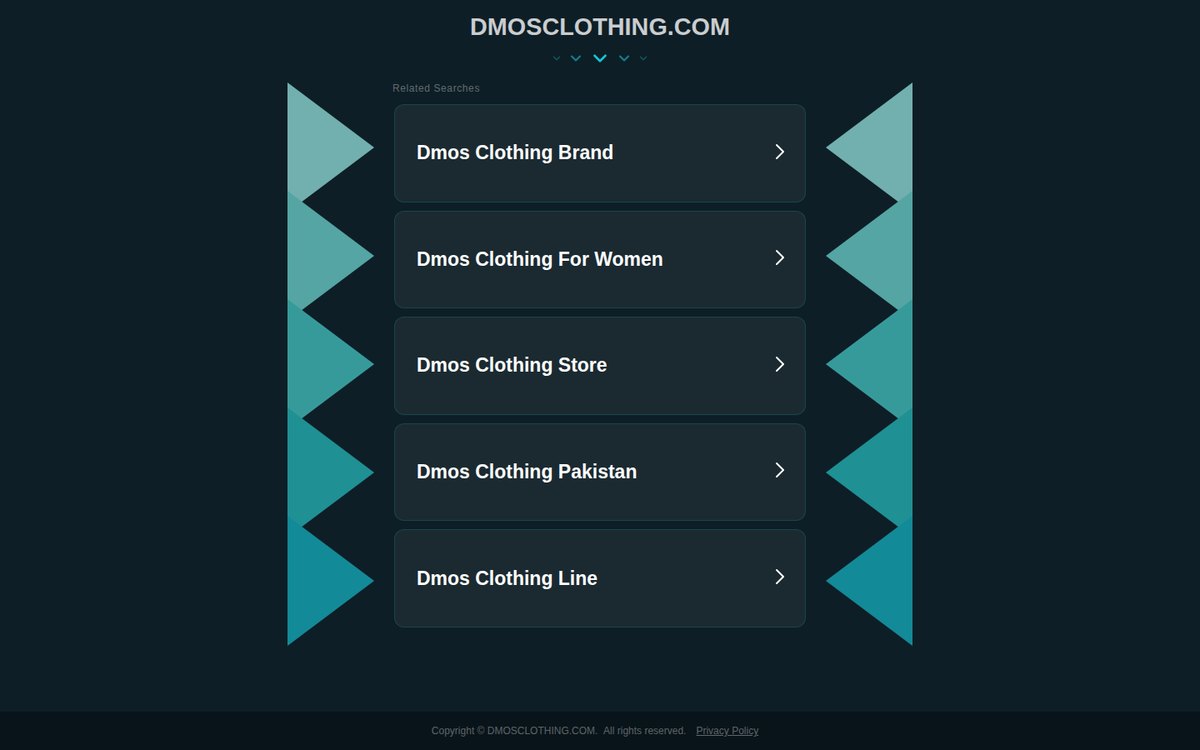 DMOSCLOTHING.COM
Related Searches
Dmos Clothing Brand
Dmos Clothing For Women
Dmos Clothing Store
Dmos Clothing Pakistan
Dmos Clothing Line
Copyright © DMOSCLOTHING.COM. All rights reserved. Privacy Policy